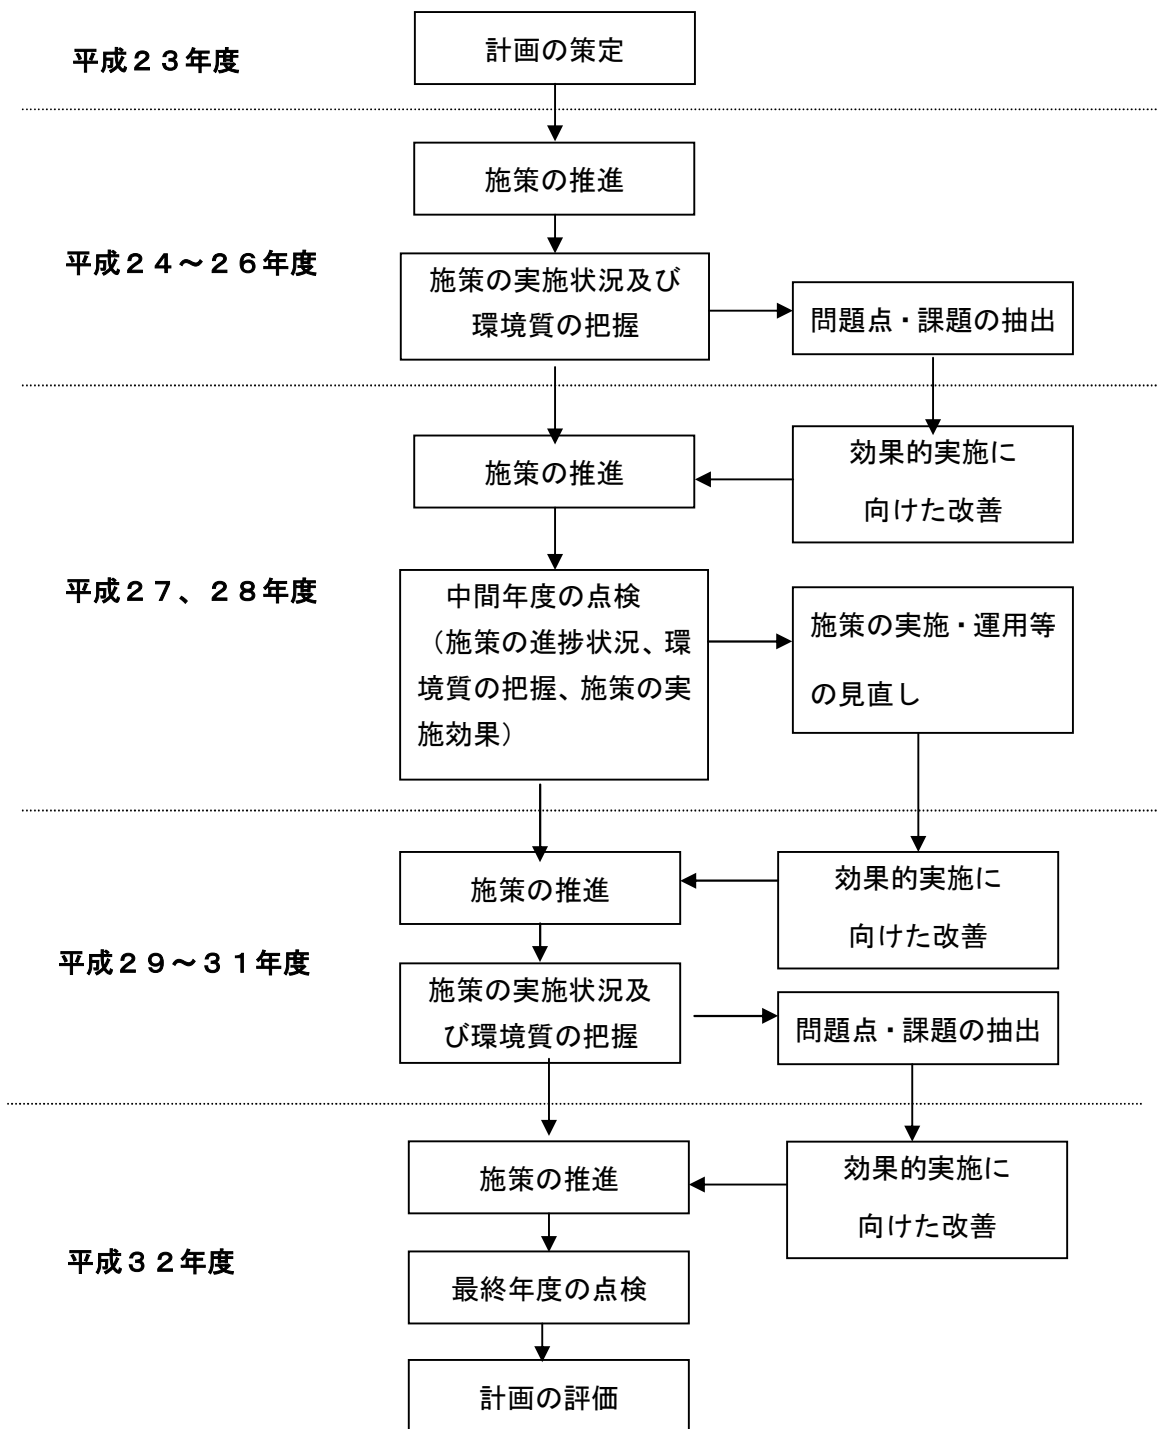 平成２３年度
計画の策定
施策の推進
平成２４～２６年度
施策の実施状況及び
環境質の把握
問題点・課題の抽出
施策の推進
効果的実施に
向けた改善
平成２７、２８年度
中間年度の点検
（施策の進捗状況、環
境質の把握、施策の実
施効果）
施策の実施・運用等
の見直し
施策の推進
効果的実施に
向けた改善
平成２９～３１年度
施策の実施状況及
び環境質の把握
問題点・課題の抽出
施策の推進
効果的実施に
向けた改善
平成３２年度
最終年度の点検
計画の評価